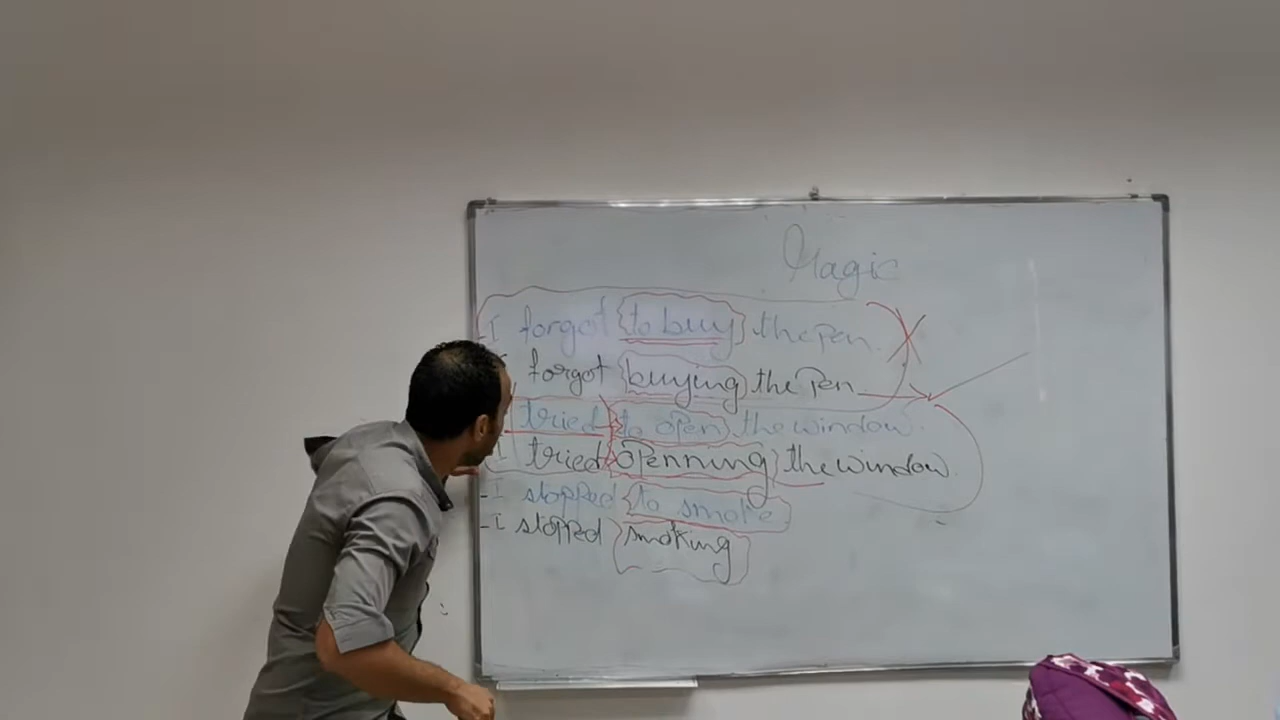 Magic
- I forgot to buy the pen.
I forgot buying the Pen
tried to open the window.
I tried openning the window.
- I stopped to smoke
- I stopped smoking